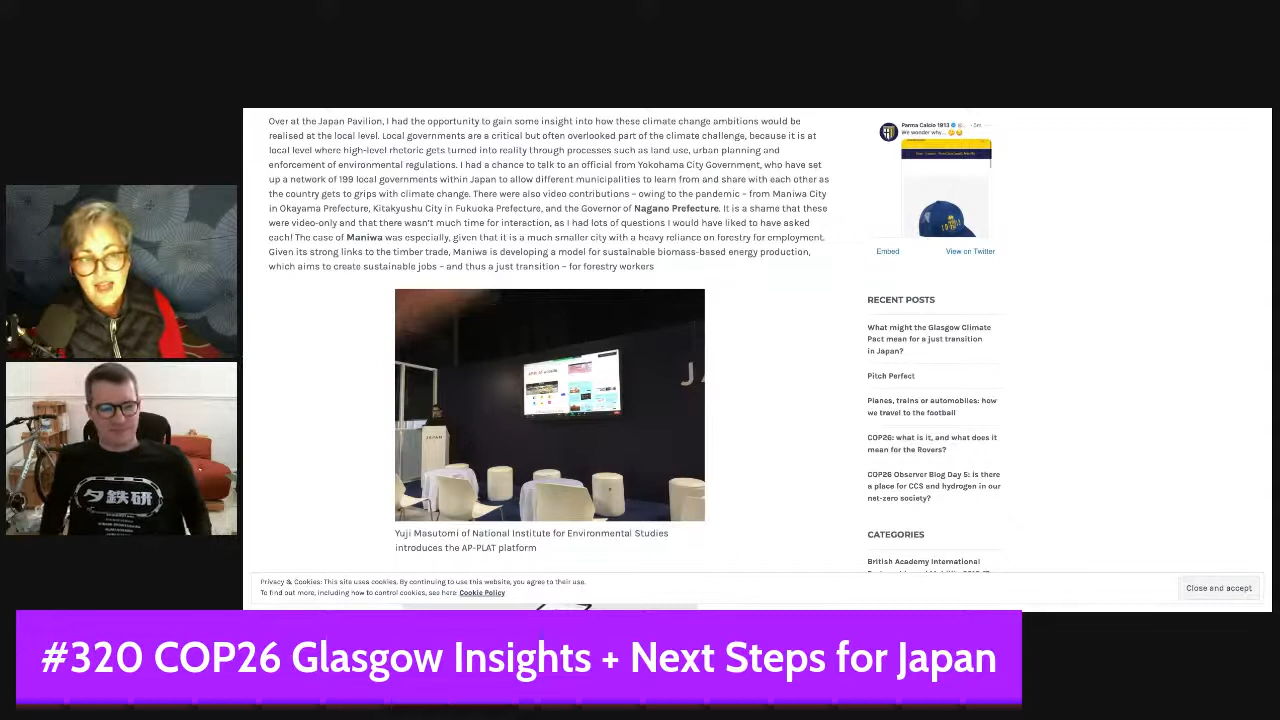 Over at the Japan Pavilion, I had the opportunity to gain some insight into how these climate change ambitions would be
realised at the local level. Local governments are a critical but often overlooked part of the climate challenge, because it is at
local level where high-level rhetoric gets turned into reality through processes such as land use, urban planning and
enforcement of environmental regulations. I had a chance to talk to an official from Yokohama City Government, who have set
up a network of 199 local governments within Japan to allow different municipalities to learn from and share with each other as
the country gets to grips with climate change. There were also video contributions – owing to the pandemic – from Maniwa City
in Okayama Prefecture, Kitakyushu City in Fukuoka Prefecture, and the Governor of Nagano Prefecture. It is a shame that these
were video-only and that there wasn't much time for interaction, as I had lots of questions I would have liked to have asked
each! The case of Maniwa was especially, given that it is a much smaller city with a heavy reliance on forestry for employment.
Given its strong links to the timber trade, Maniwa is developing a model for sustainable biomass-based energy production,
which aims to create sustainable jobs – and thus a just transition – for forestry workers
JAPAN
JA
Yuji Masutomi of National Institute for Environmental Studies
introduces the AP-PLAT platform
Parma Calcio 1913
5m
We wonder why...
Embed
View on Twitter
RECENT POSTS
What might the Glasgow Climate
Pact mean for a just transition
in Japan?
Pitch Perfect
Planes, trains or automobiles: how
we travel to the football
COP26: what is it, and what does it
mean for the Rovers?
COP26 Observer Blog Day 5: is there
a place for CCS and hydrogen in our
net-zero society?
CATEGORIES
British Academy International
Privacy & Cookies: This site uses cookies. By continuing to use this website, you agree to their use.
To find out more, including how to control cookies, see here: Cookie Policy
Close and accept
夕鉄研
#320 COP26 Glasgow Insights + Next Steps for Japan